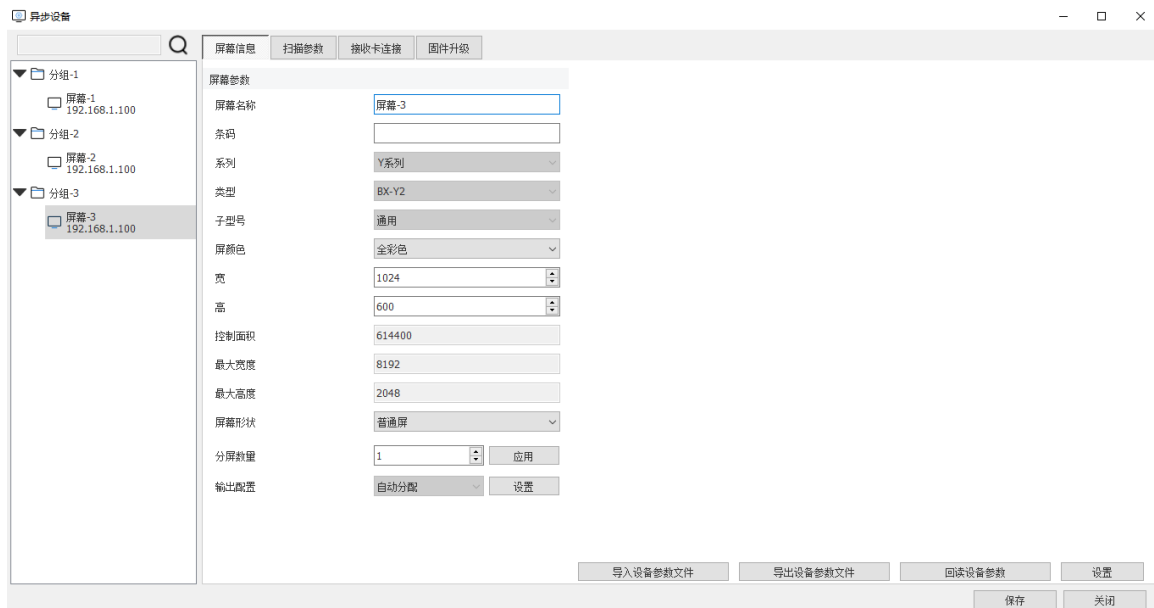 异步设备
屏幕信息 扫描参数 接收卡连接 固件升级
分组-1
屏幕-1
192.168.1.100
分组-2
屏幕-2
192.168.1.100
分组-3
屏幕-3
192.168.1.100
屏幕参数
屏幕名称 屏幕-3
条码
系列 Y系列
类型 BX-Y2
子型号 通用
屏颜色 全彩色
宽 1024
高 600
控制面积 614400
最大宽度 8192
最大高度 2048
屏幕形状 普通屏
分屏数量 1 应用
输出配置 自动分配 设置
导入设备参数文件 导出设备参数文件 回读设备参数 设置
保存 关闭